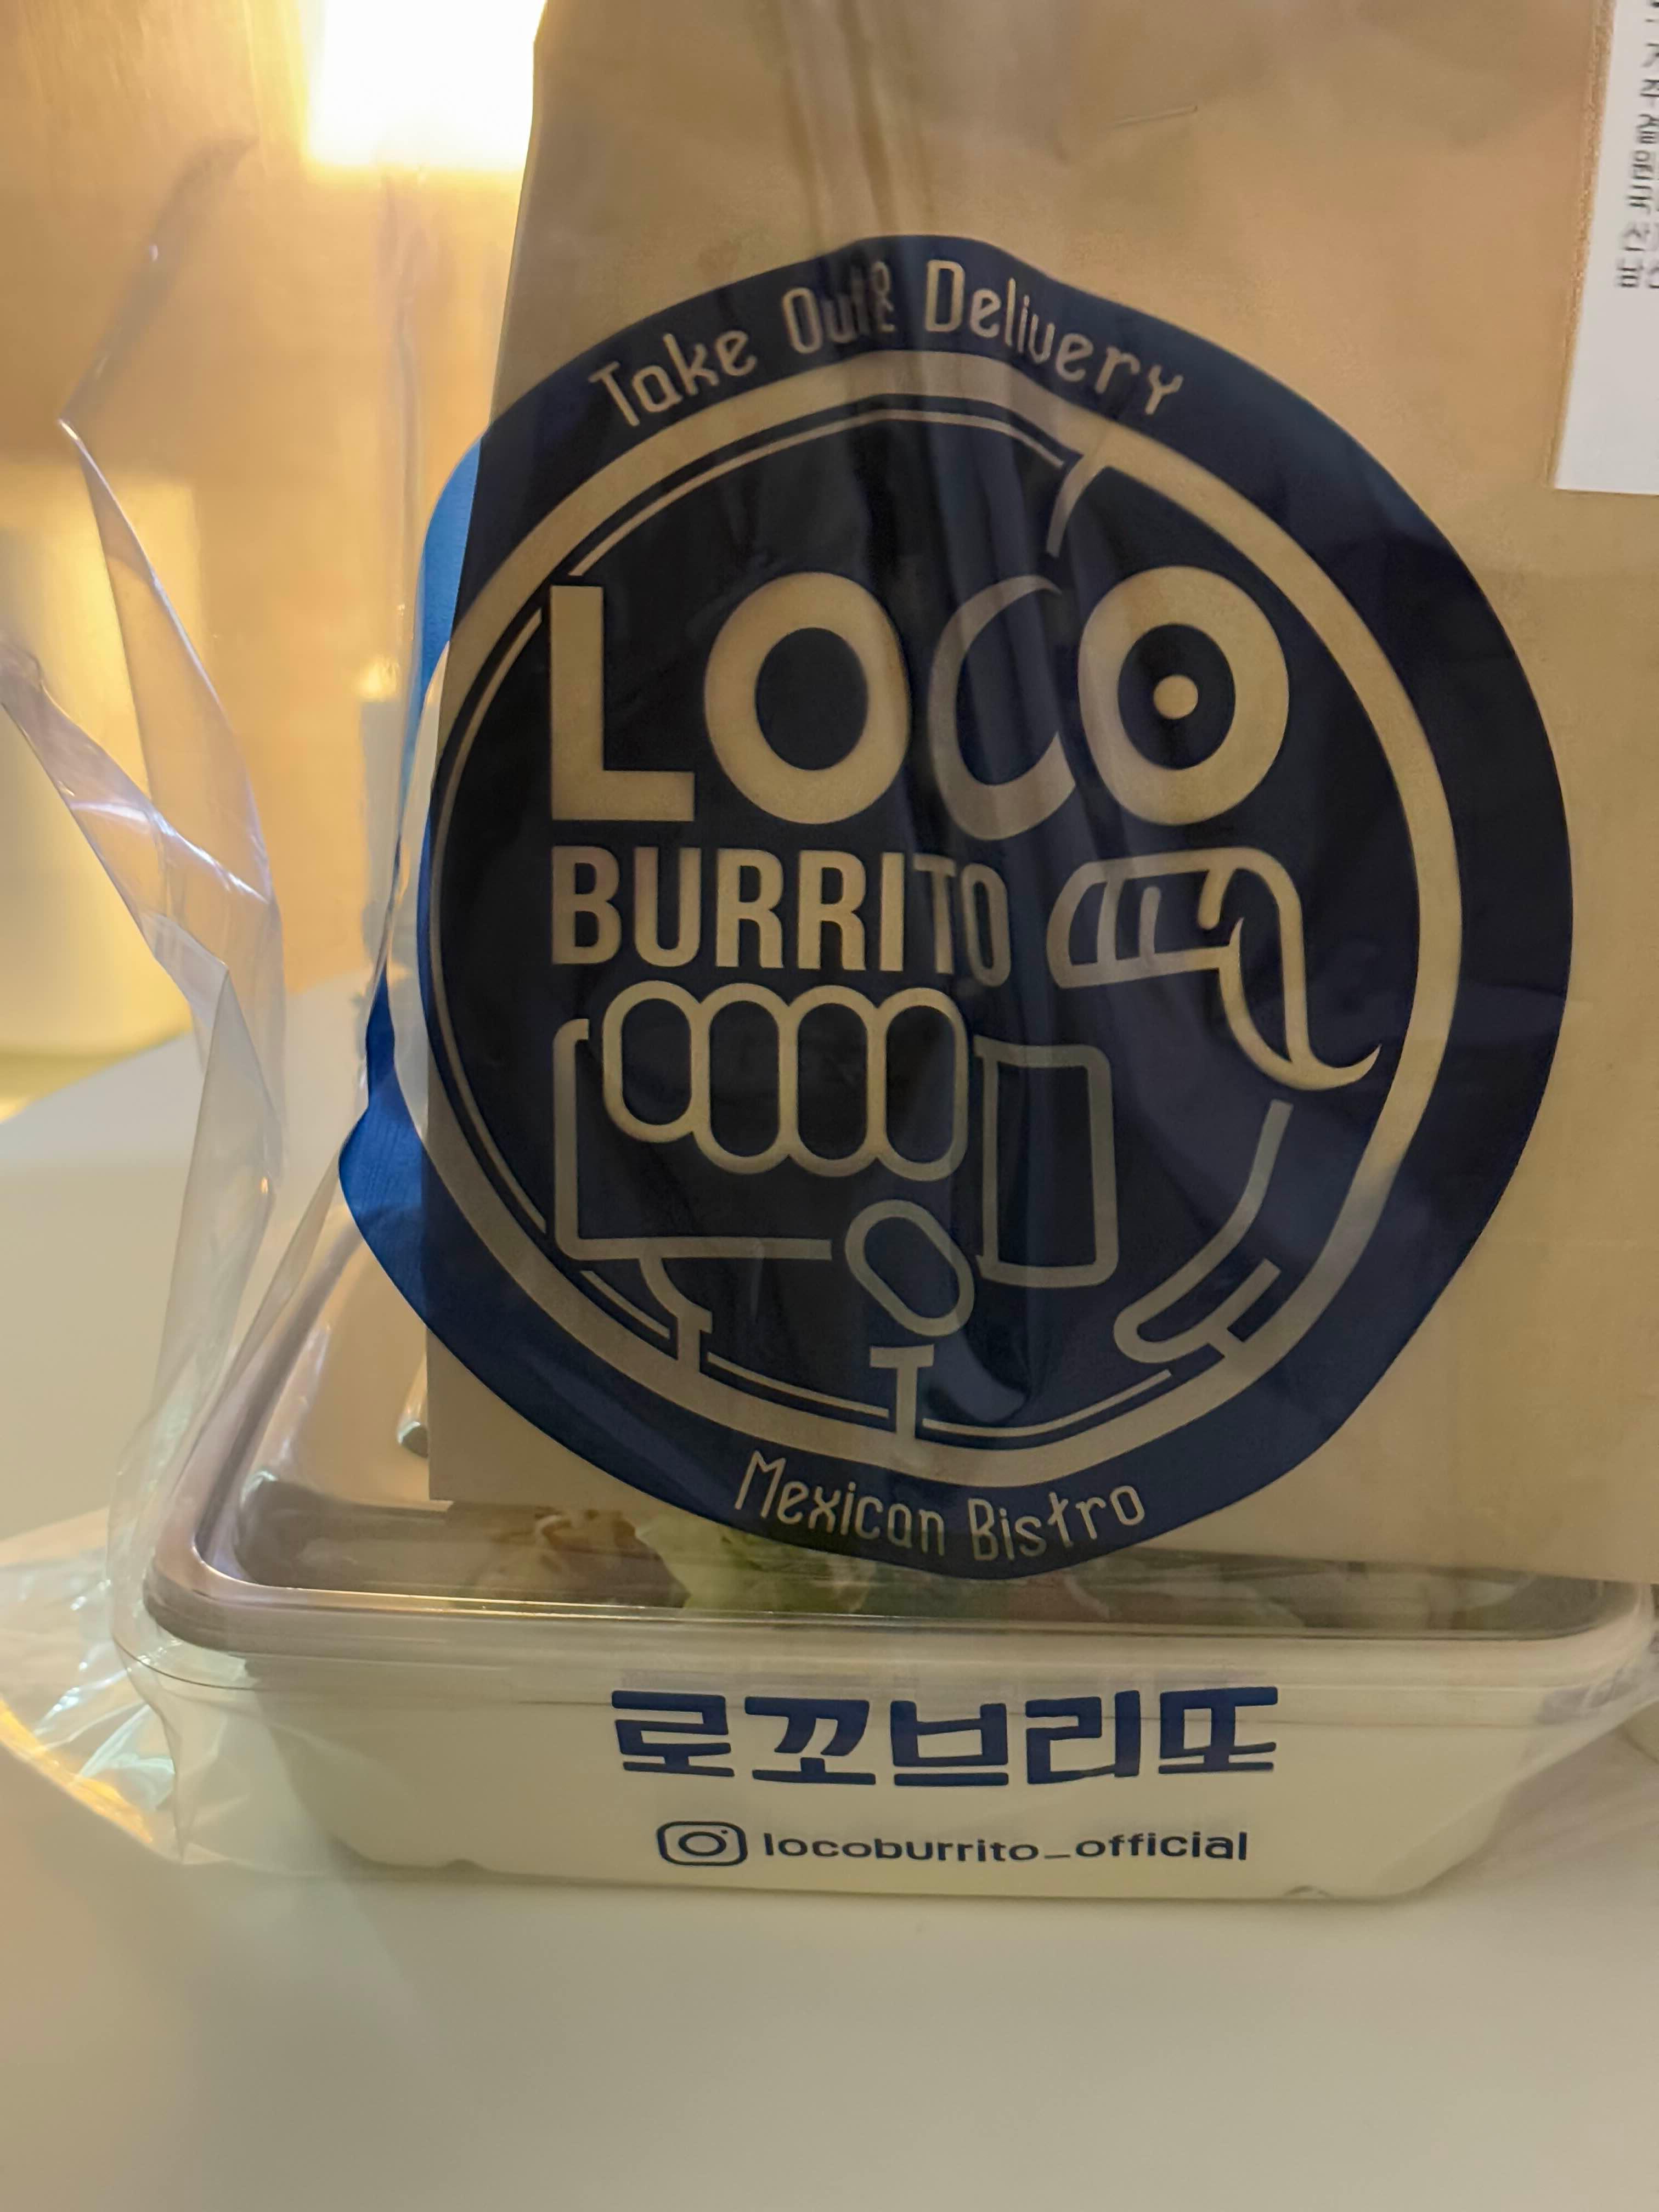 Take Out & Delivery
LOCO
BURRITO
Mexican Bistro
로꼬브리또
locoburrito_official